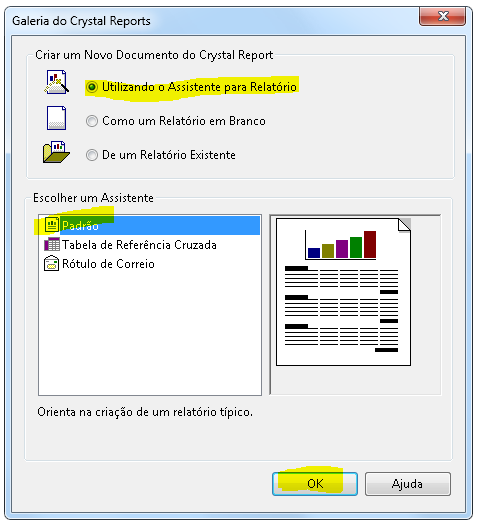 Galeria do Crystal Reports
Criar um Novo Documento do Crystal Report
Utilizando o Assistente para Relatório
Como um Relatório em Branco
De um Relatório Existente
Escolher um Assistente
Padrão
Tabela de Referência Cruzada
Rótulo de Correio
Orienta na criação de um relatório típico.
OK
Ajuda